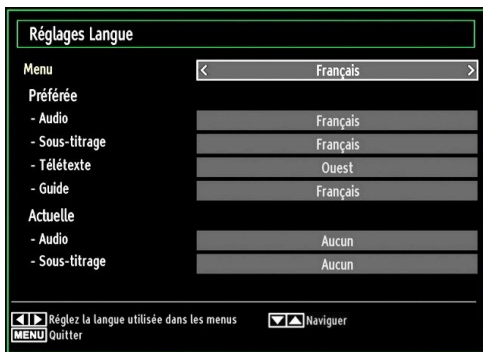 Réglages Langue
Menu < Français >
Préférée
- Audio Français
- Sous-titrage Français
- Télétexte Ouest
- Guide Français
Actuelle
- Audio Aucun
- Sous-titrage Aucun
Réglez la langue utilisée dans les menus Naviguer
MENU Quitter